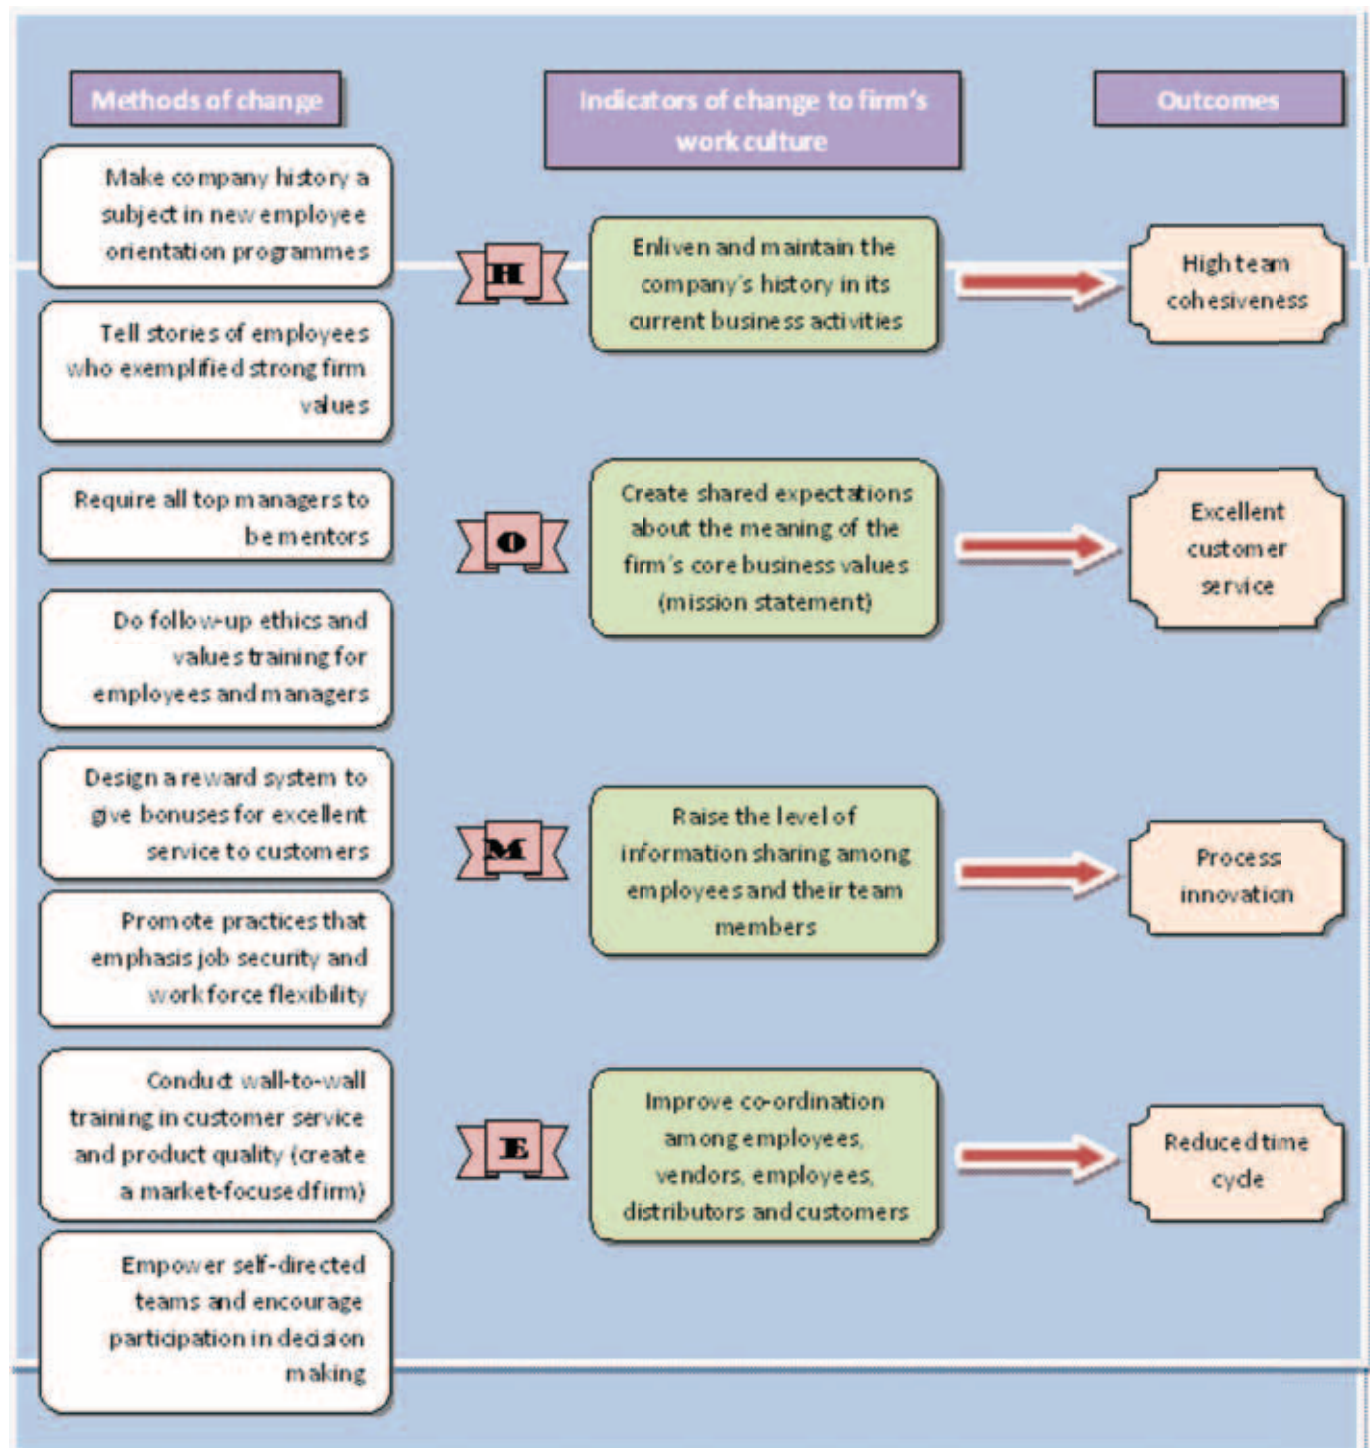 Methods of change
Make company history a
subject in new employee
orientation programmes
Tell stories of employees
who exemplified strong firm
values
Require all top managers to
be mentors
Do follow-up ethics and
values training for
employees and managers
Design a reward system to
give bonuses for excellent
service to customers
Promote practices that
emphasis job security and
work force flexibility
Conduct wall-to-wall
training in customer service
and product quality (create
a market-focused firm)
Empower self-directed
teams and encourage
participation in decision
making
Indicators of change to firm's
work culture
H
Enliven and maintain the
company's history in its
current business activities
O
Create shared expectations
about the meaning of the
firm's core business values
(mission statement)
M
Raise the level of
information sharing among
employees and their team
members
E
Improve co-ordination
among employees,
vendors, employees,
distributors and customers
Outcomes
High team
cohesiveness
Excellent
customer
service
Process
innovation
Reduced time
cycle